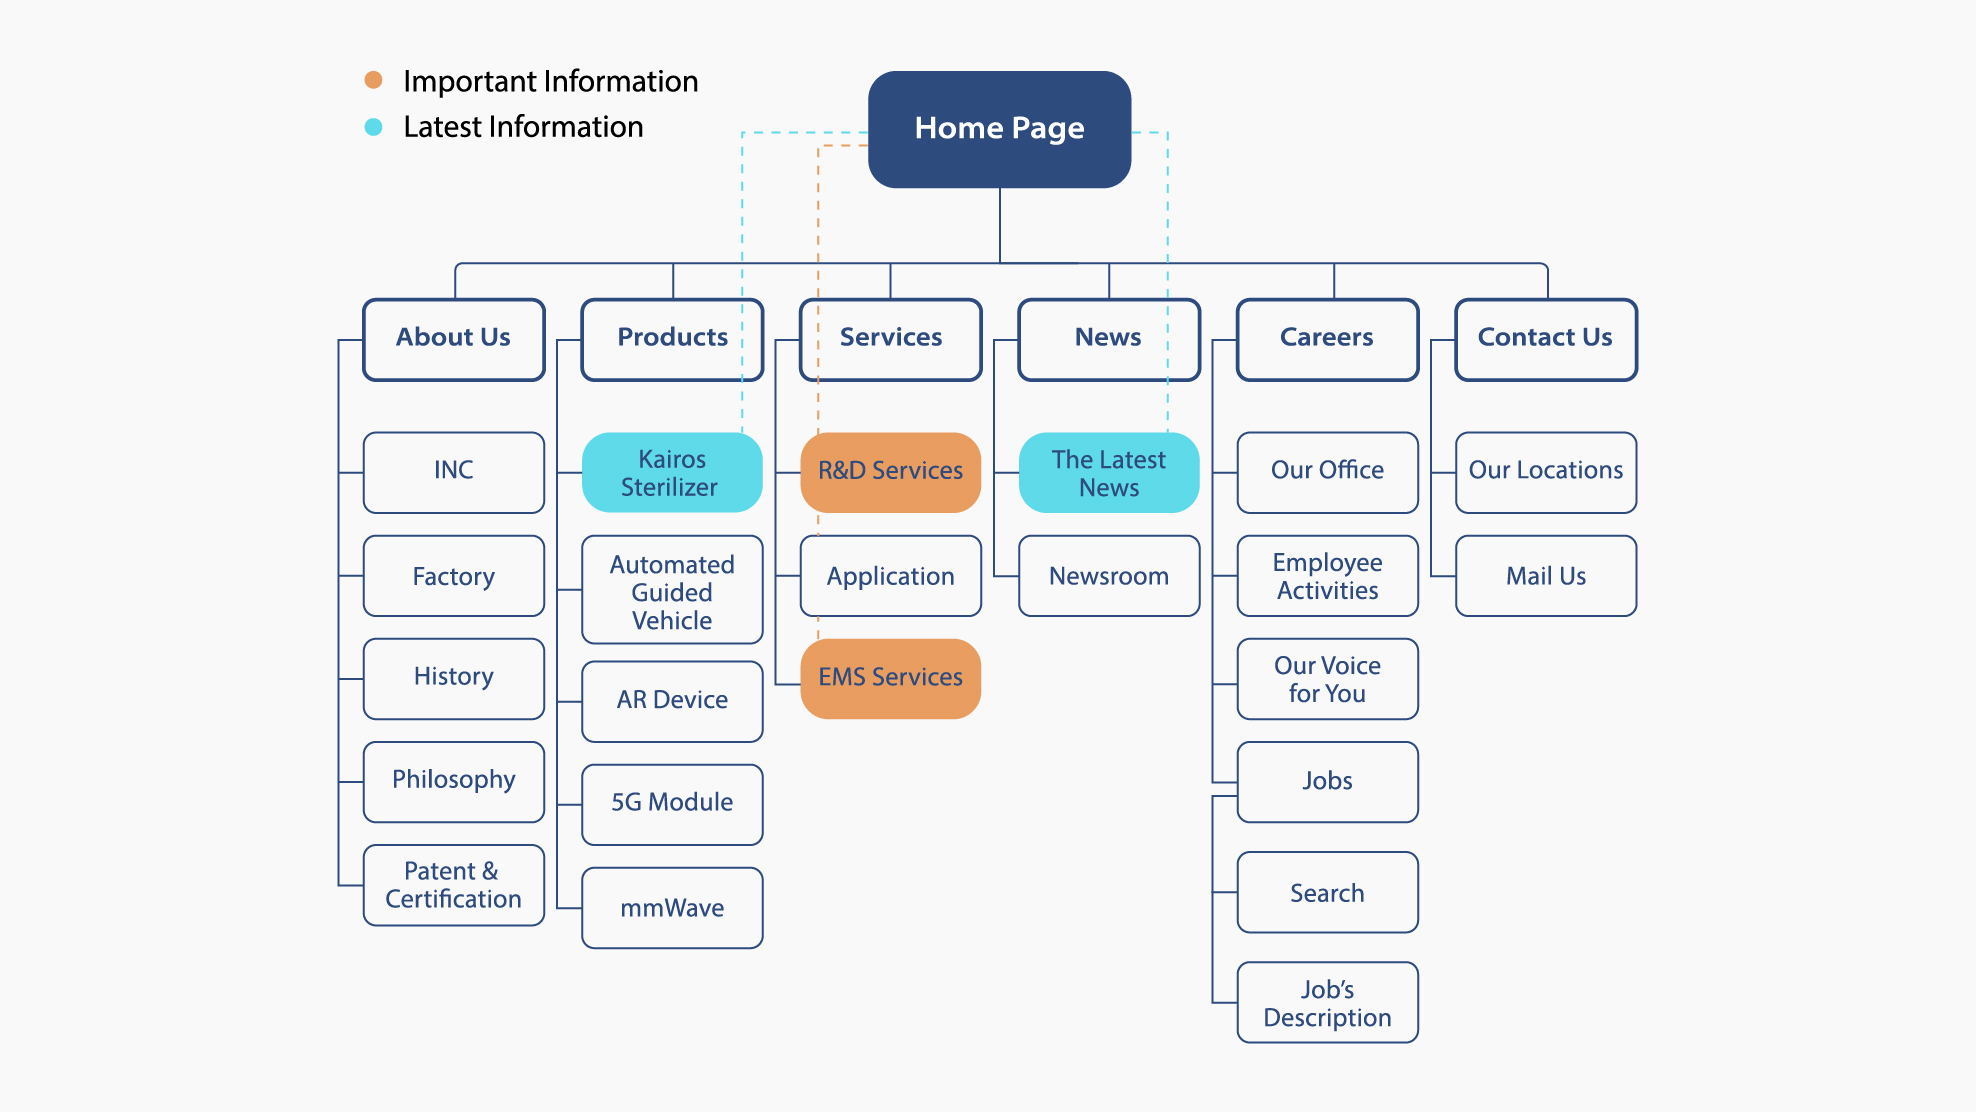 Important Information
Latest Information
Home Page
About Us
Products
Services
News
Careers
Contact Us
INC
Factory
History
Philosophy
Patent &
Certification
Kairos
Sterilizer
Automated
Guided
Vehicle
AR Device
5G Module
mmWave
R&D Services
Application
EMS Services
The Latest
News
Newsroom
Our Office
Employee
Activities
Our Voice
for You
Jobs
Search
Job’s
Description
Our Locations
Mail Us